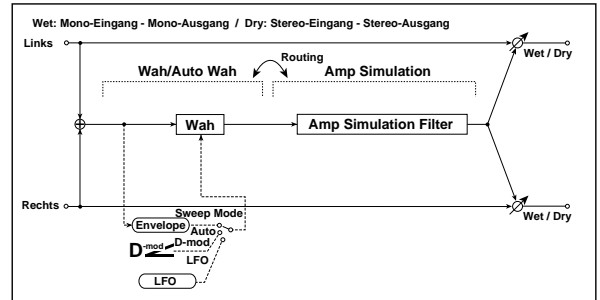 Wet: Mono-Eingang - Mono-Ausgang / Dry: Stereo-Eingang - Stereo-Ausgang
Links
Wet / Dry
Routing
Wah/Auto Wah
Amp Simulation
Wah
Amp Simulation Filter
Rechts
Wet / Dry
Sweep Mode
Envelope
Auto
D-mod
D-mod
LFO
LFO